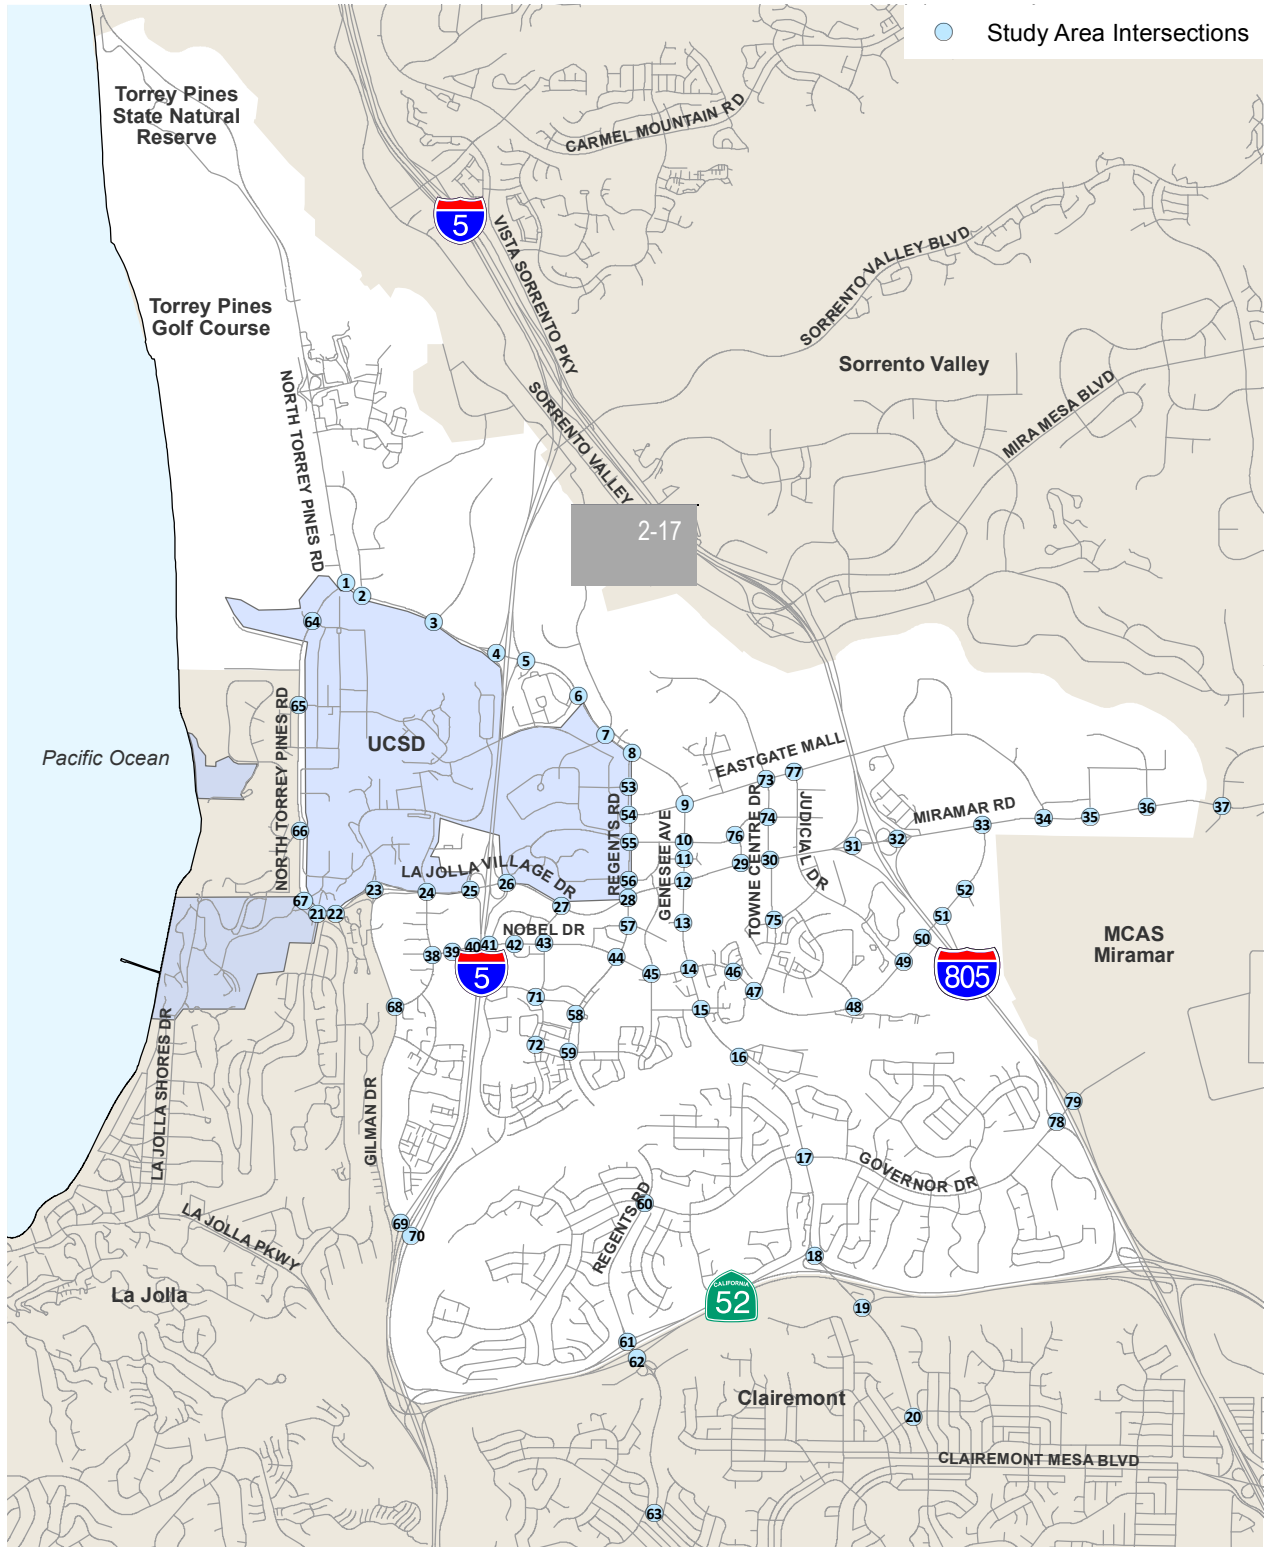 Study Area Intersections
Torrey Pines
State Natural
Reserve
CARMEL MOUNTAIN RD
5
VISTA SORRENTO PKY
SORRENTO VALLEY BLVD
Torrey Pines
Golf Course
Sorrento Valley
NORTH TORREY PINES RD
SORRENTO VALLEY
MIRA MESA BLVD
2-17
1
2
64
3
4
5
6
65
NORTH TORREY PINES RD
UCSD
7
8
Pacific Ocean
EASTGATE MALL
73
77
53
54
REGENTS RD
9
GENESEE AVE
TOWNE CENTRE DR
74
JUDICIAL DR
MIRAMAR RD
33
34
35
36
37
66
55
10
76
32
31
11
29
30
LA JOLLA VILLAGE DR
56
12
23
24
25
26
28
52
67
21
22
27
57
13
75
51
NOBEL DR
50
MCAS
Miramar
38
39
40
41
42
43
44
45
14
46
49
5
805
47
68
71
58
15
48
72
59
16
LA JOLLA SHORES DR
GILMAN DR
79
78
17
GOVERNOR DR
REGENTS RD
60
LA JOLLA PKWY
69
70
18
La Jolla
CALIFORNIA
52
19
61
62
Clairemont
20
CLAIREMONT MESA BLVD
63